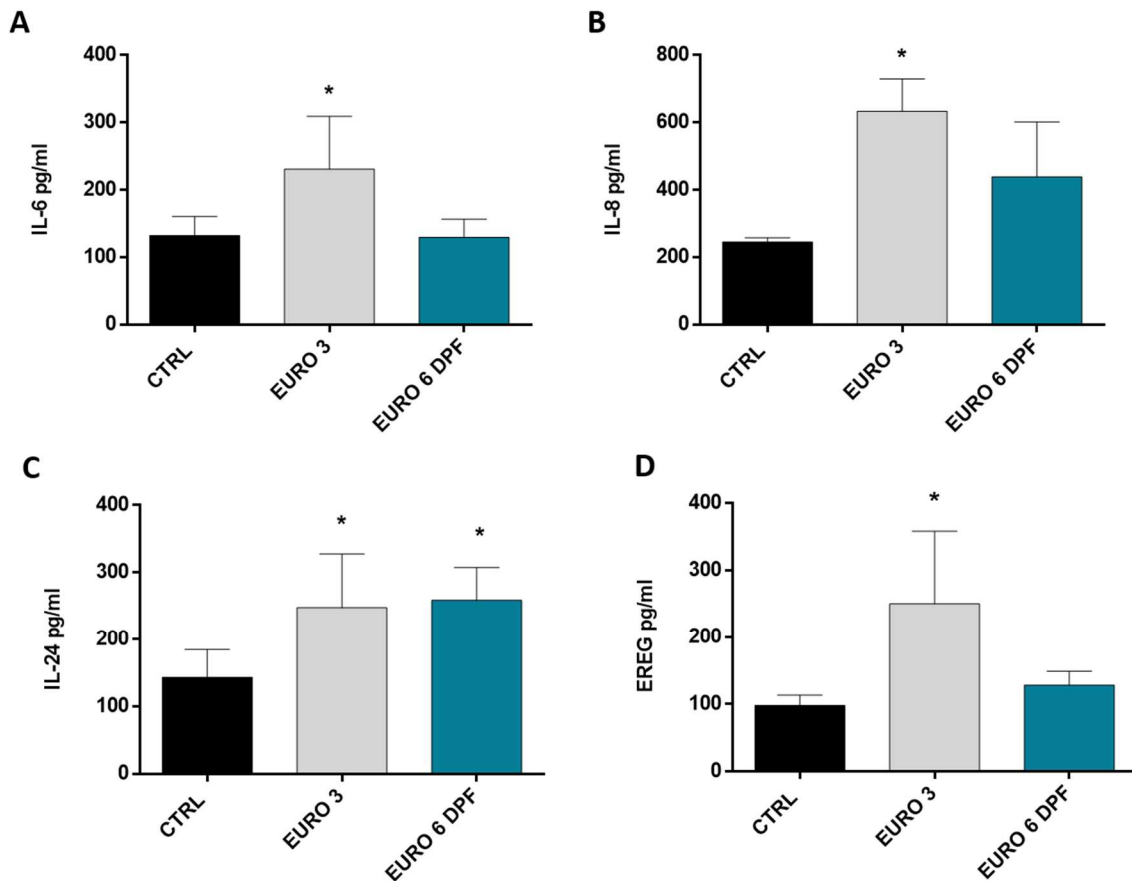 A
IL-6 pg/ml
400
300
200
100
0
*
CTRL
EURO 3
EURO 6 DPF
B
IL-8 pg/ml
800
600
400
200
0
*
CTRL
EURO 3
EURO 6 DPF
C
IL-24 pg/ml
400
300
200
100
0
*
*
CTRL
EURO 3
EURO 6 DPF
D
EREG pg/ml
400
300
200
100
0
*
CTRL
EURO 3
EURO 6 DPF